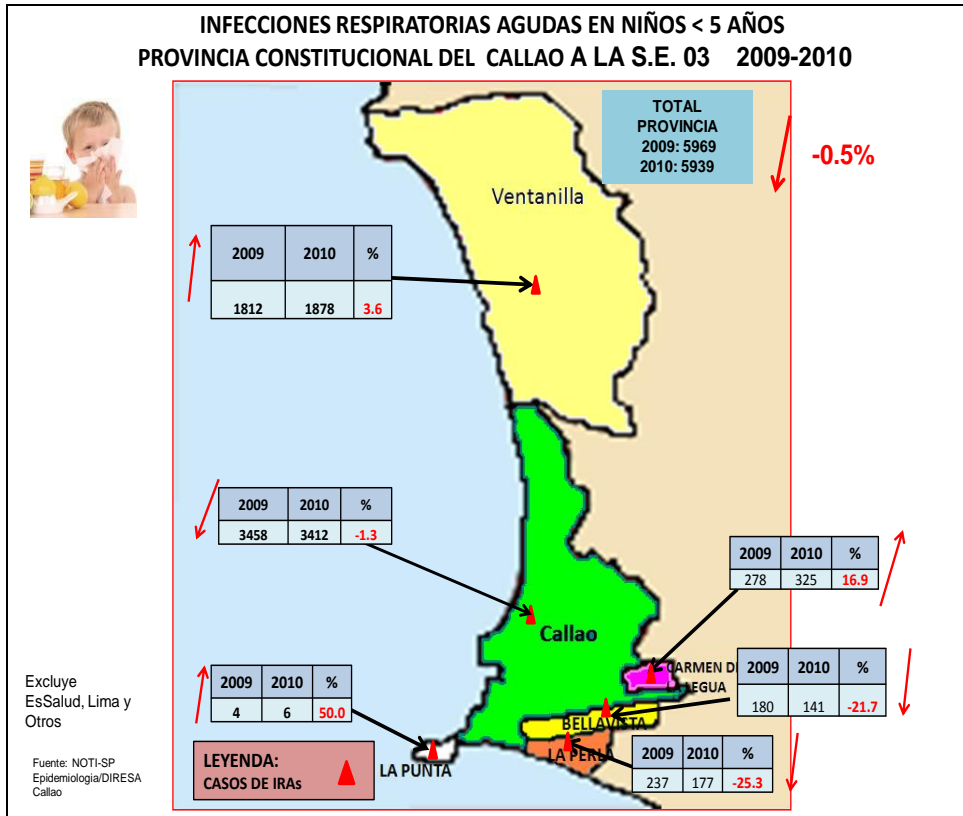 INFECCIONES RESPIRATORIAS AGUDAS EN NIÑOS < 5 AÑOS
PROVINCIA CONSTITUCIONAL DEL CALLAO A LA S.E. 03 2009-2010
TOTAL
PROVINCIA
2009: 5969
2010: 5939
-0.5%
Ventanilla
2009 2010 %
1812 1878 3.6
2009 2010 %
3458 3412 -1.3
2009 2010 %
278 325 16.9
Callao
CARMEN DE
LA LEGUA
2009 2010 %
180 141 -21.7
2009 2010 %
4 6 50.0
BELLAVISTA
LA PERLA
2009 2010 %
237 177 -25.3
LA PUNTA
LEYENDA:
CASOS DE IRAs
Excluye
EsSalud, Lima y
Otros
Fuente: NOTI-SP
Epidemiologia/DIRESA
Callao